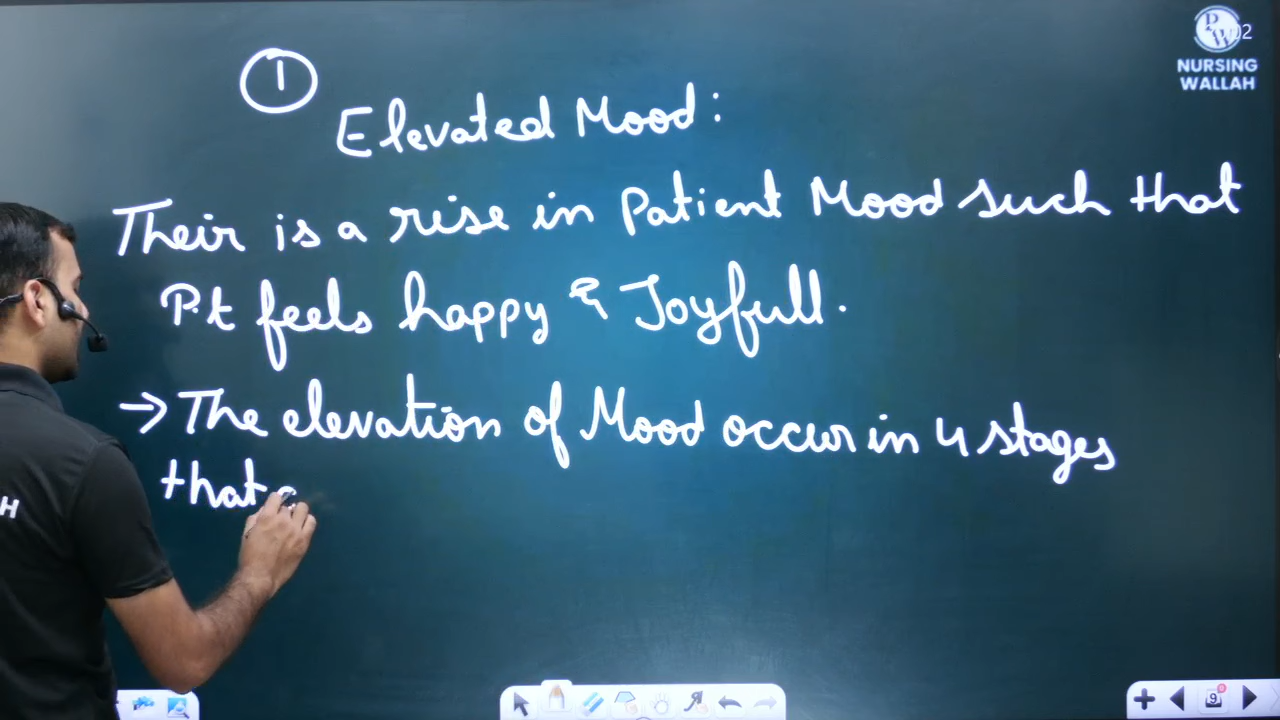 1
NURSING
WALLAH
Elevated Mood:
Their is a rise in Patient Mood such that
P.t feels happy & Joyfull.
→ The elevation of Mood occur in 4 stages
that
H
9